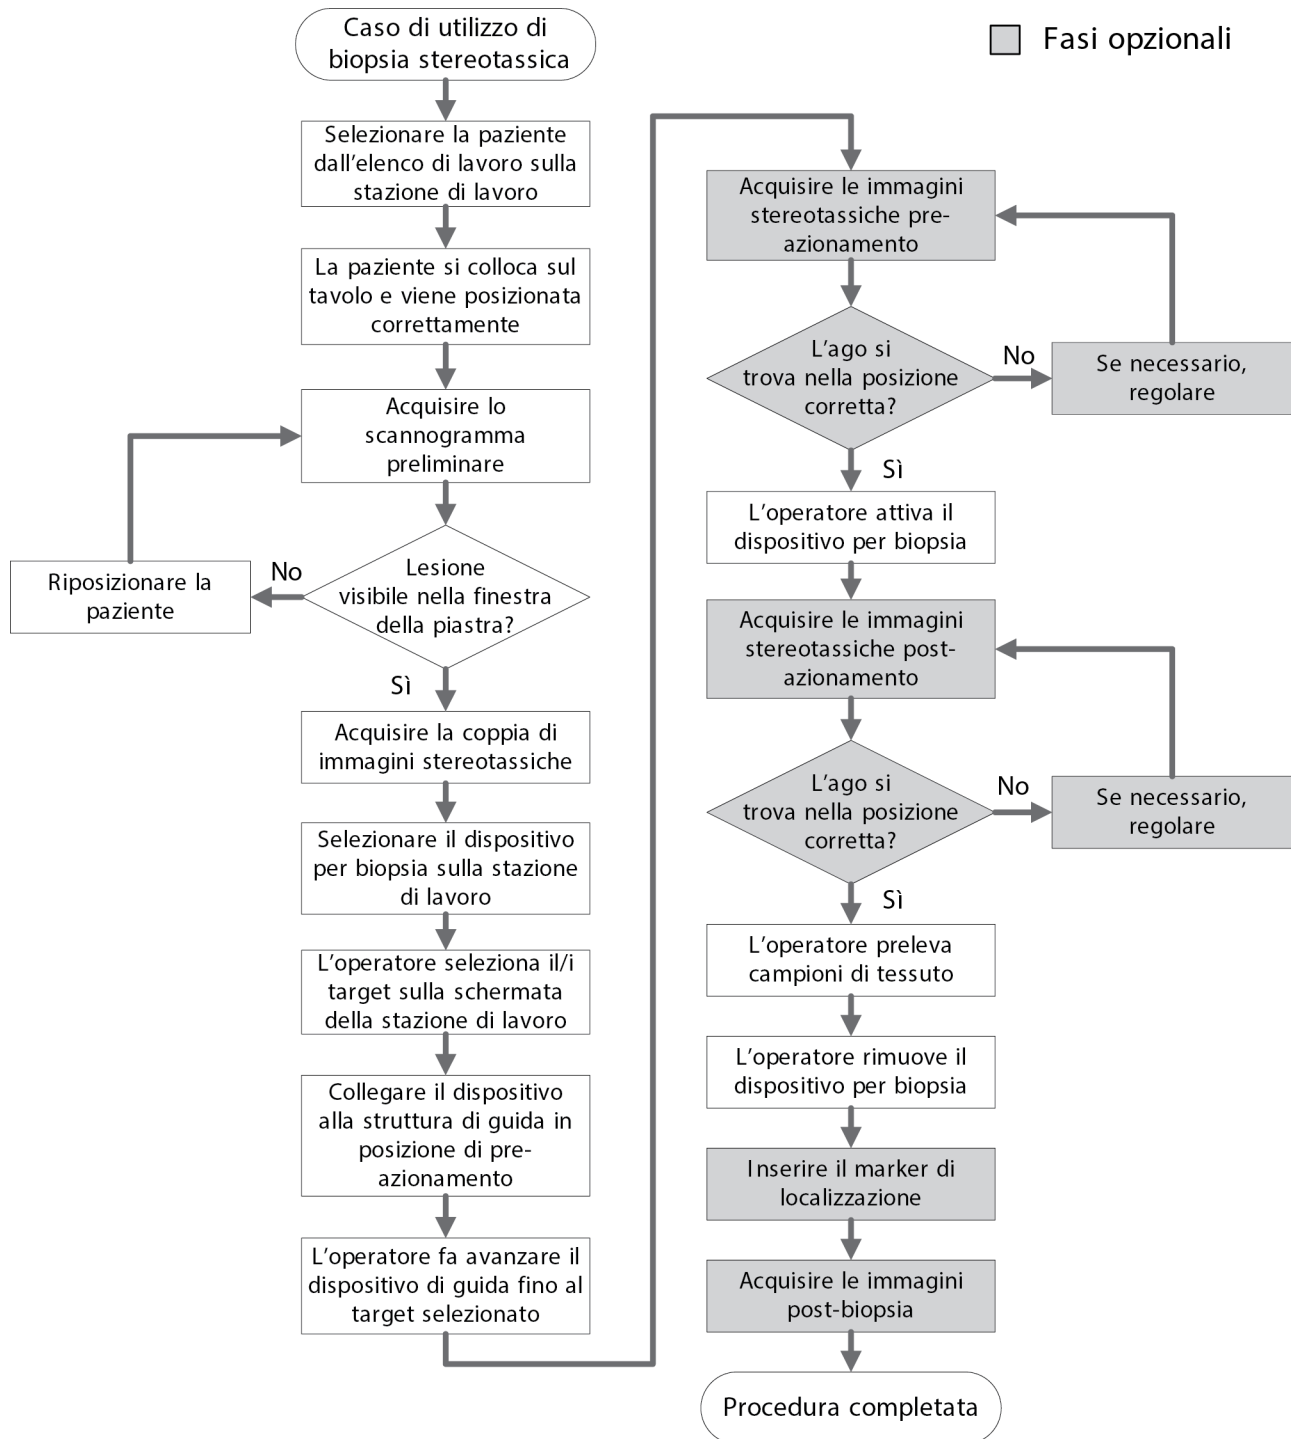 Caso di utilizzo di
biopsia stereotassica
Fasi opzionali
Selezionare la paziente
dall'elenco di lavoro sulla
stazione di lavoro
La paziente si colloca sul
tavolo e viene posizionata
correttamente
Acquisire lo
scannogramma
preliminare
Lesione
visibile nella finestra
della piastra?
No
Riposizionare la
paziente
Sì
Acquisire la coppia di
immagini stereotassiche
Selezionare il dispositivo
per biopsia sulla stazione
di lavoro
L'operatore seleziona il/i
target sulla schermata
della stazione di lavoro
Collegare il dispositivo
alla struttura di guida in
posizione di pre-
azionamento
L'operatore fa avanzare il
dispositivo di guida fino al
target selezionato
Acquisire le immagini
stereotassiche pre-
azionamento
L'ago si
trova nella posizione
corretta?
No
Se necessario,
regolare
Sì
L'operatore attiva il
dispositivo per biopsia
Acquisire le immagini
stereotassiche post-
azionamento
L'ago si
trova nella posizione
corretta?
No
Se necessario,
regolare
Sì
L'operatore preleva
campioni di tessuto
L'operatore rimuove il
dispositivo per biopsia
Inserire il marker di
localizzazione
Acquisire le immagini
post-biopsia
Procedura completata